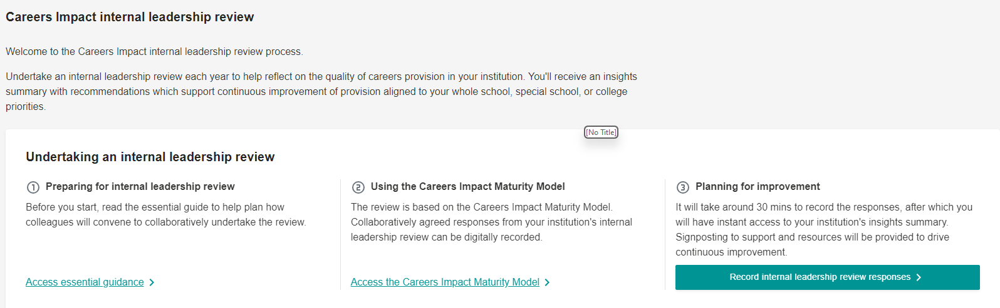 Careers Impact internal leadership review
Welcome to the Careers Impact internal leadership review process.
Undertake an internal leadership review each year to help reflect on the quality of careers provision in your institution. You'll receive an insights
summary with recommendations which support continuous improvement of provision aligned to your whole school, special school, or college
priorities.
[No Title]
Undertaking an internal leadership review
1 Preparing for internal leadership review
Before you start, read the essential guide to help plan how
colleagues will convene to collaboratively undertake the review.
Access essential guidance
2 Using the Careers Impact Maturity Model
The review is based on the Careers Impact Maturity Model.
Collaboratively agreed responses from your institution's internal
leadership review can be digitally recorded.
Access the Careers Impact Maturity Model
3 Planning for improvement
It will take around 30 mins to record the responses, after which you
will have instant access to your institution's insights summary.
Signposting to support and resources will be provided to drive
continuous improvement.
Record internal leadership review responses